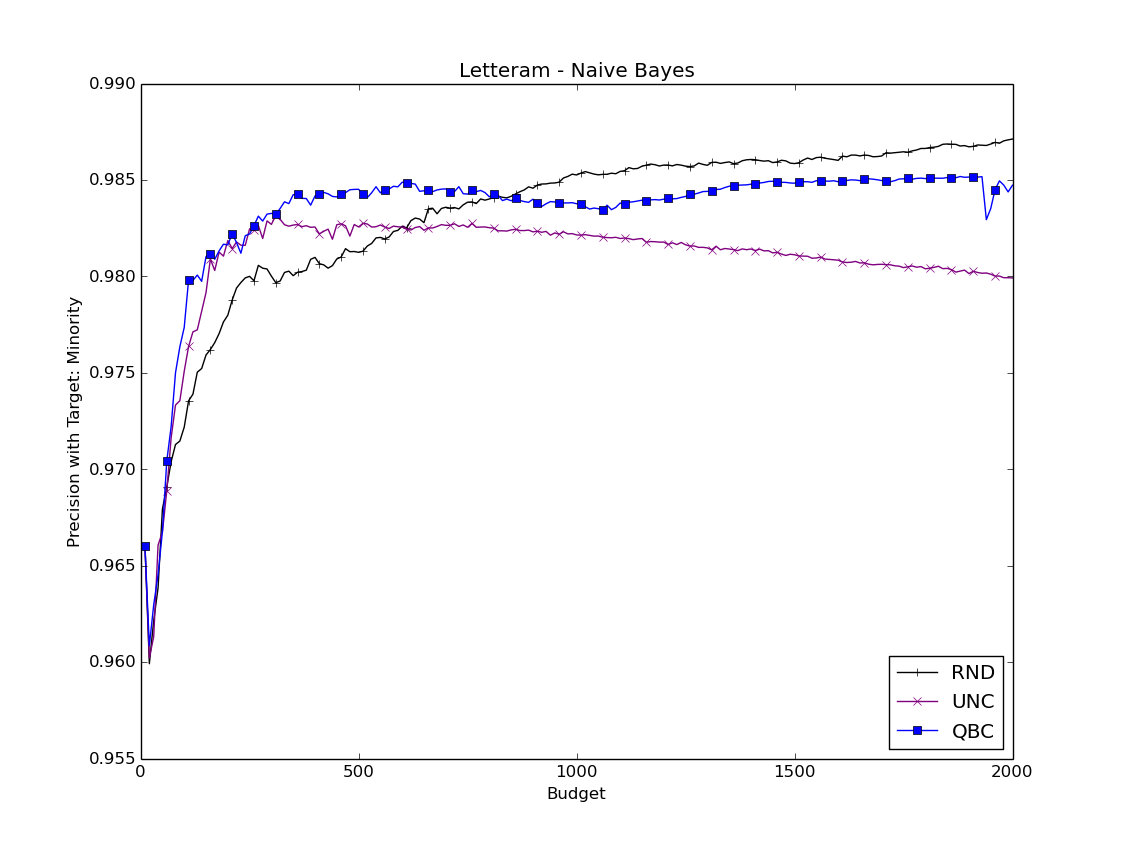 Letteram - Naive Bayes
0.990
0.985
0.980
0.975
0.970
0.965
0.960
0.955
Precision with Target: Minority
0 500 1000 1500 2000
Budget
RND
UNC
QBC